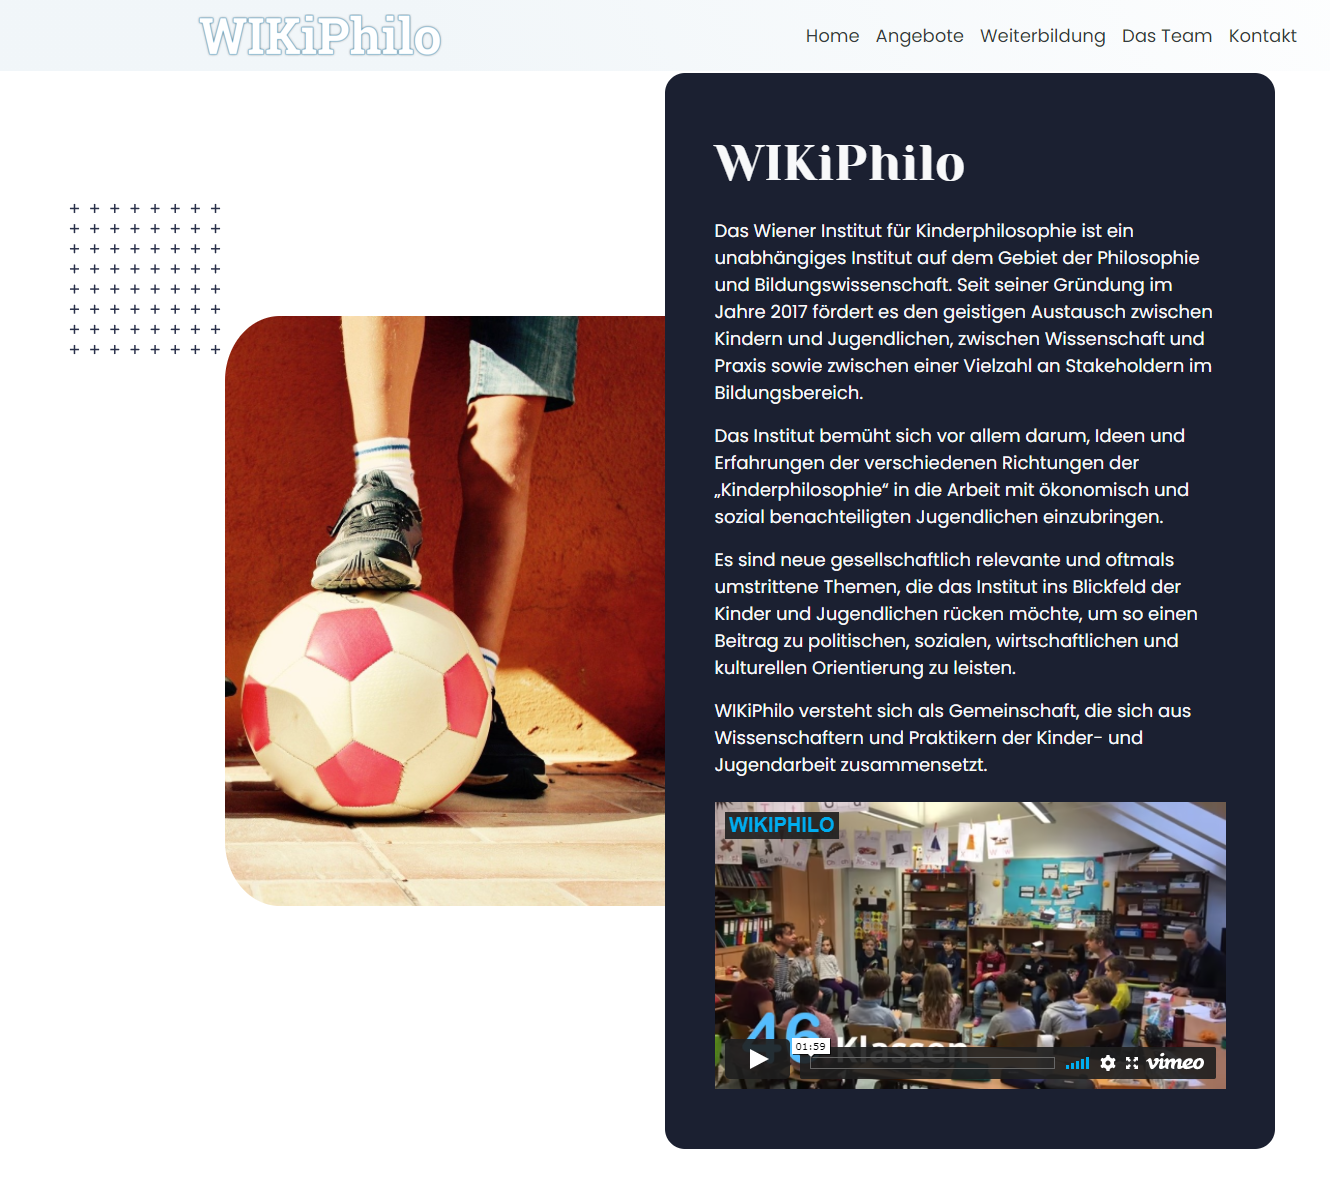 WIKiPhilo
Home Angebote Weiterbildung Das Team Kontakt
WIKiPhilo
Das Wiener Institut für Kinderphilosophie ist ein
unabhängiges Institut auf dem Gebiet der Philosophie
und Bildungswissenschaft. Seit seiner Gründung im
Jahre 2017 fördert es den geistigen Austausch zwischen
Kindern und Jugendlichen, zwischen Wissenschaft und
Praxis sowie zwischen einer Vielzahl an Stakeholdern im
Bildungsbereich.
Das Institut bemüht sich vor allem darum, Ideen und
Erfahrungen der verschiedenen Richtungen der
„Kinderphilosophie“ in die Arbeit mit ökonomisch und
sozial benachteiligten Jugendlichen einzubringen.
Es sind neue gesellschaftlich relevante und oftmals
umstrittene Themen, die das Institut ins Blickfeld der
Kinder und Jugendlichen rücken möchte, um so einen
Beitrag zu politischen, sozialen, wirtschaftlichen und
kulturellen Orientierung zu leisten.
WIKiPhilo versteht sich als Gemeinschaft, die sich aus
Wissenschaftern und Praktikern der Kinder- und
Jugendarbeit zusammensetzt.
WIKIPHILO
46 Klassen
01:59
vimeo